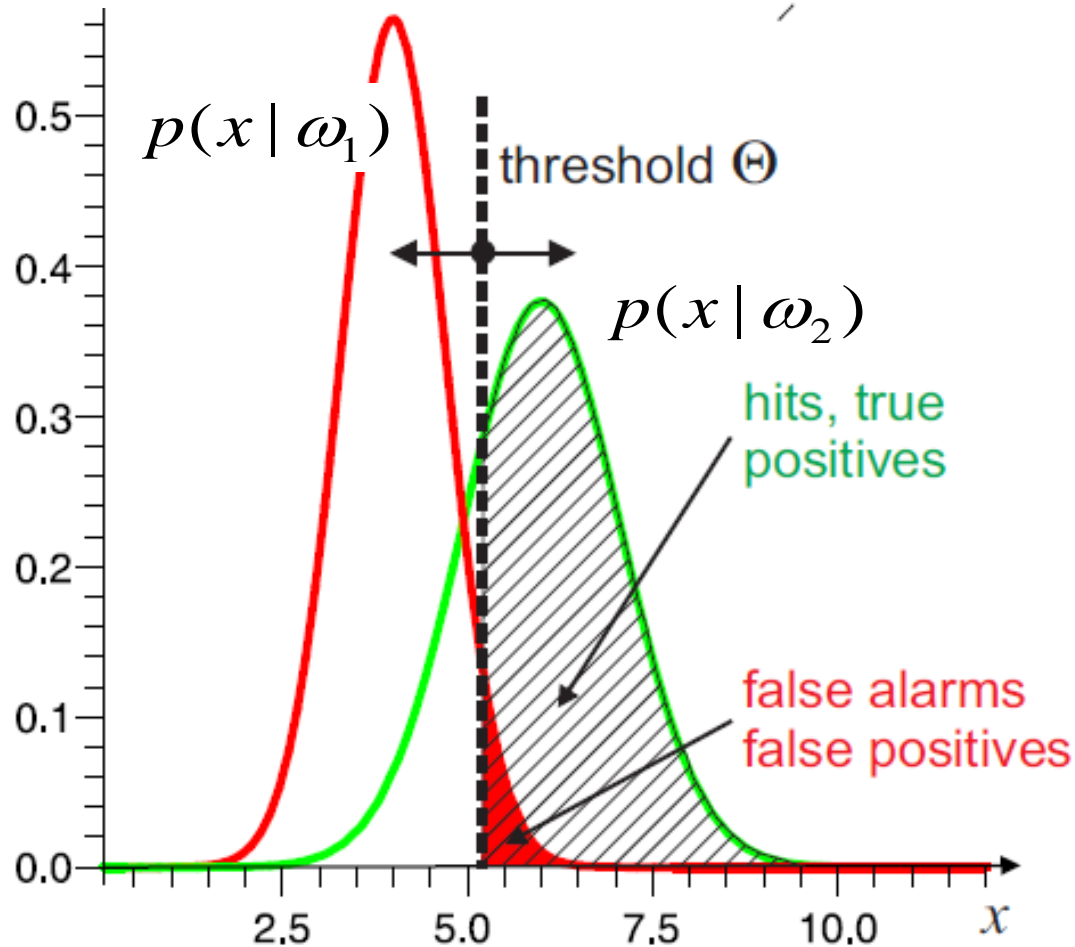 0.5
p(x | ω₁)
threshold Θ
0.4
p(x | ω₂)
0.3
hits, true
positives
0.2
0.1
false alarms
false positives
0.0
2.5 5.0 7.5 10.0 x